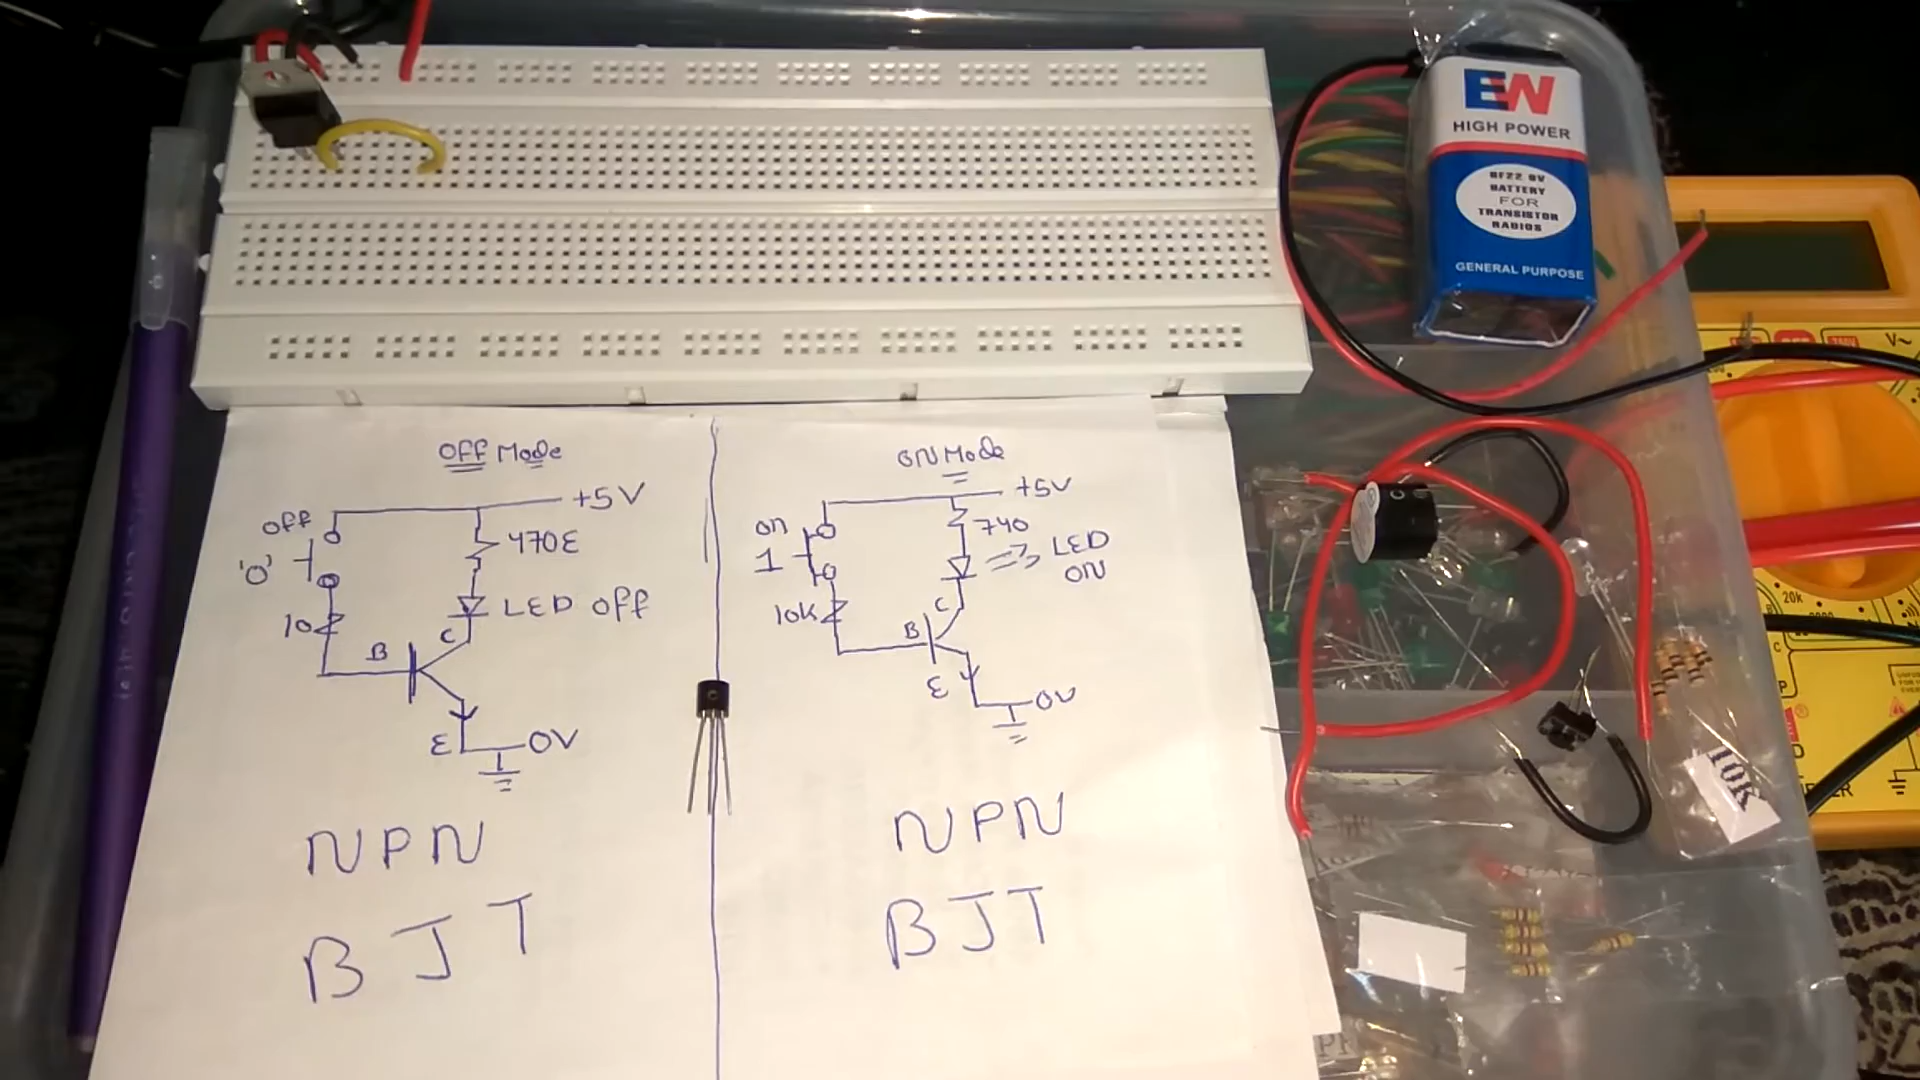 EW
HIGH POWER
6F22 9V
BATTERY
FOR
TRANSISTOR
RADIOS
GENERAL PURPOSE
V~
OFF Mode
+5V
OFF
'0'
470E
10
LED OFF
B
C
E
0V
NPN
BJT
ON Mode
+5V
on
1
740
LED
ON
10K
B
C
E
0V
NPN
BJT
20k
10K